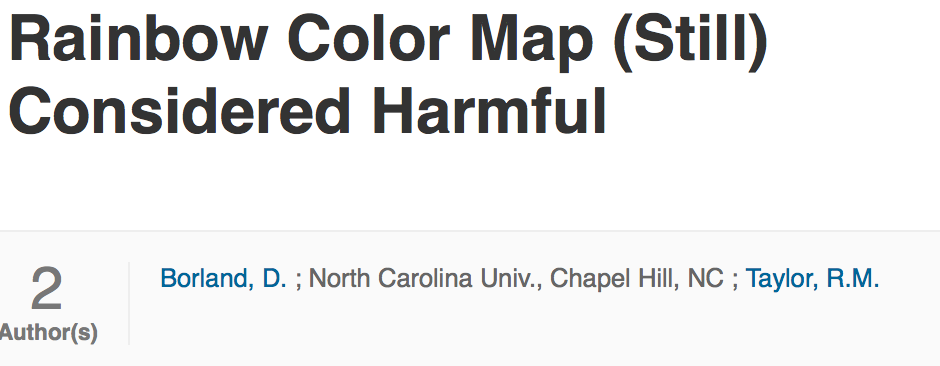 Rainbow Color Map (Still)
Considered Harmful
2
Author(s)
Borland, D. ; North Carolina Univ., Chapel Hill, NC ; Taylor, R.M.